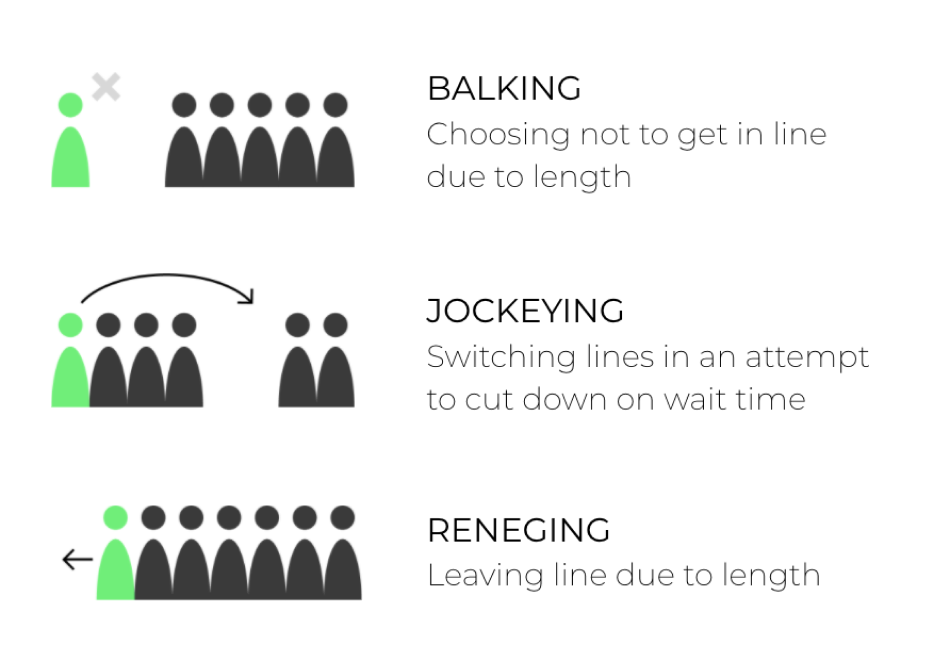 BALKING
Choosing not to get in line
due to length
JOCKEYING
Switching lines in an attempt
to cut down on wait time
RENEGING
Leaving line due to length